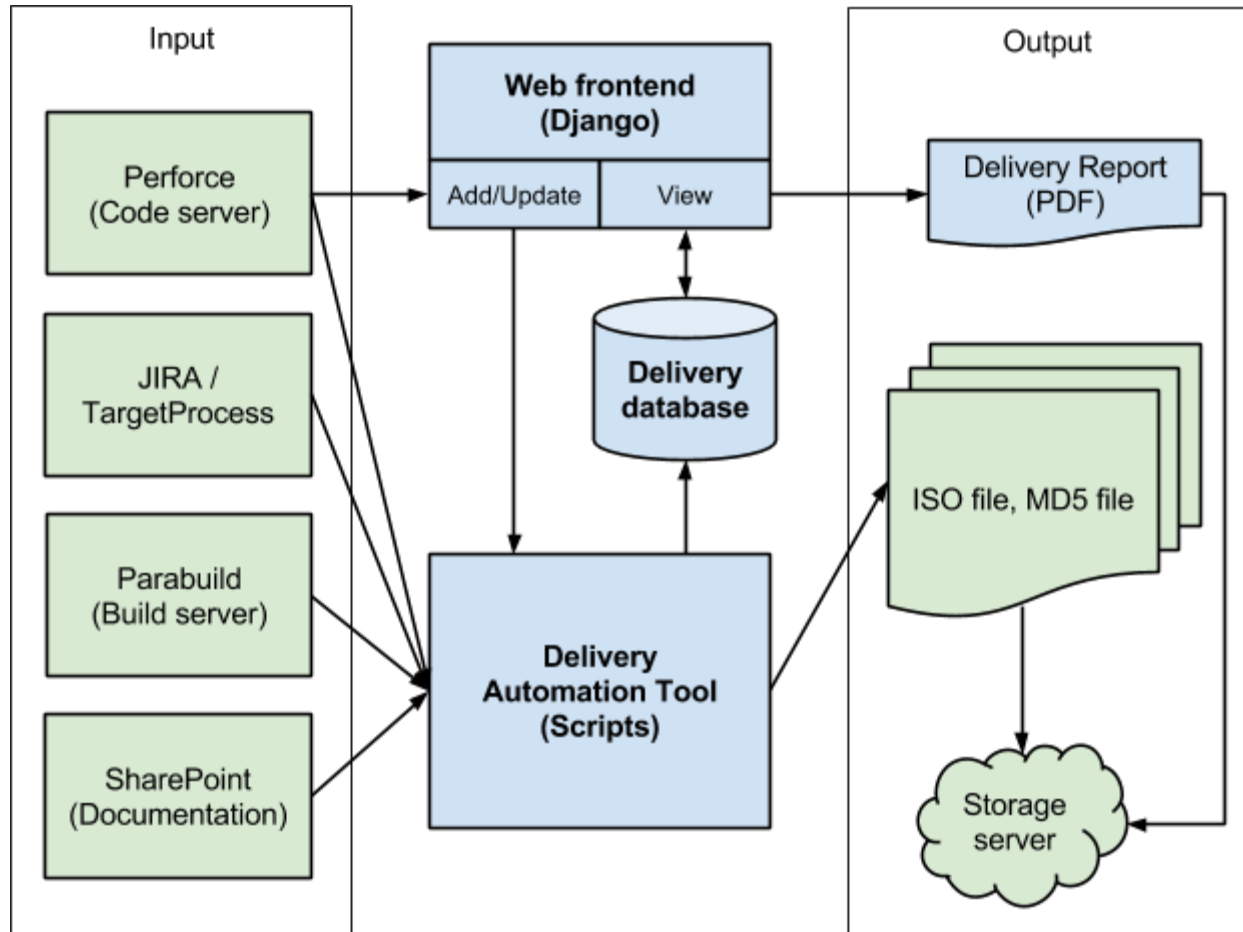 Input
Perforce
(Code server)
JIRA /
TargetProcess
Parabuild
(Build server)
SharePoint
(Documentation)
Web frontend
(Django)
Add/Update
View
Delivery
database
Delivery
Automation Tool
(Scripts)
Output
Delivery Report
(PDF)
ISO file, MD5 file
Storage
server